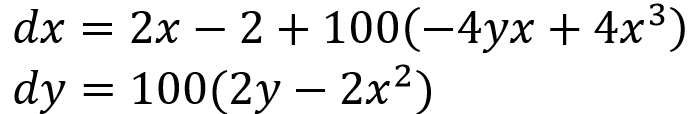 dx = 2x − 2 + 100(−4yx + 4x³)
dy = 100(2y − 2x²)